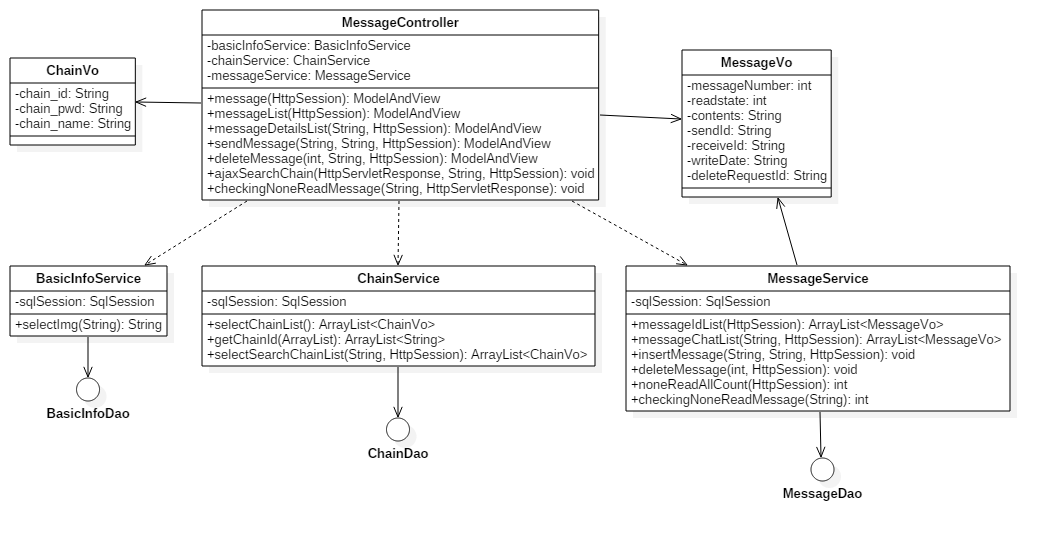 MessageController
-basicInfoService: BasicInfoService
-chainService: ChainService
-messageService: MessageService
+message(HttpSession): ModelAndView
+messageList(HttpSession): ModelAndView
+messageDetailsList(String, HttpSession): ModelAndView
+sendMessage(String, String, HttpSession): ModelAndView
+deleteMessage(int, String, HttpSession): ModelAndView
+ajaxSearchChain(HttpServletResponse, String, HttpSession): void
+checkingNoneReadMessage(String, HttpServletResponse): void
ChainVo
-chain_id: String
-chain_pwd: String
-chain_name: String
MessageVo
-messageNumber: int
-readstate: int
-contents: String
-sendId: String
-receiveId: String
-writeDate: String
-deleteRequestId: String
BasicInfoService
-sqlSession: SqlSession
+selectImg(String): String
BasicInfoDao
ChainService
-sqlSession: SqlSession
+selectChainList(): ArrayList<ChainVo>
+getChainId(ArrayList): ArrayList<String>
+selectSearchChainList(String, HttpSession): ArrayList<ChainVo>
ChainDao
MessageService
-sqlSession: SqlSession
+messageIdList(HttpSession): ArrayList<MessageVo>
+messageChatList(String, HttpSession): ArrayList<MessageVo>
+insertMessage(String, String, HttpSession): void
+deleteMessage(int, HttpSession): void
+noneReadAllCount(HttpSession): int
+checkingNoneReadMessage(String): int
MessageDao